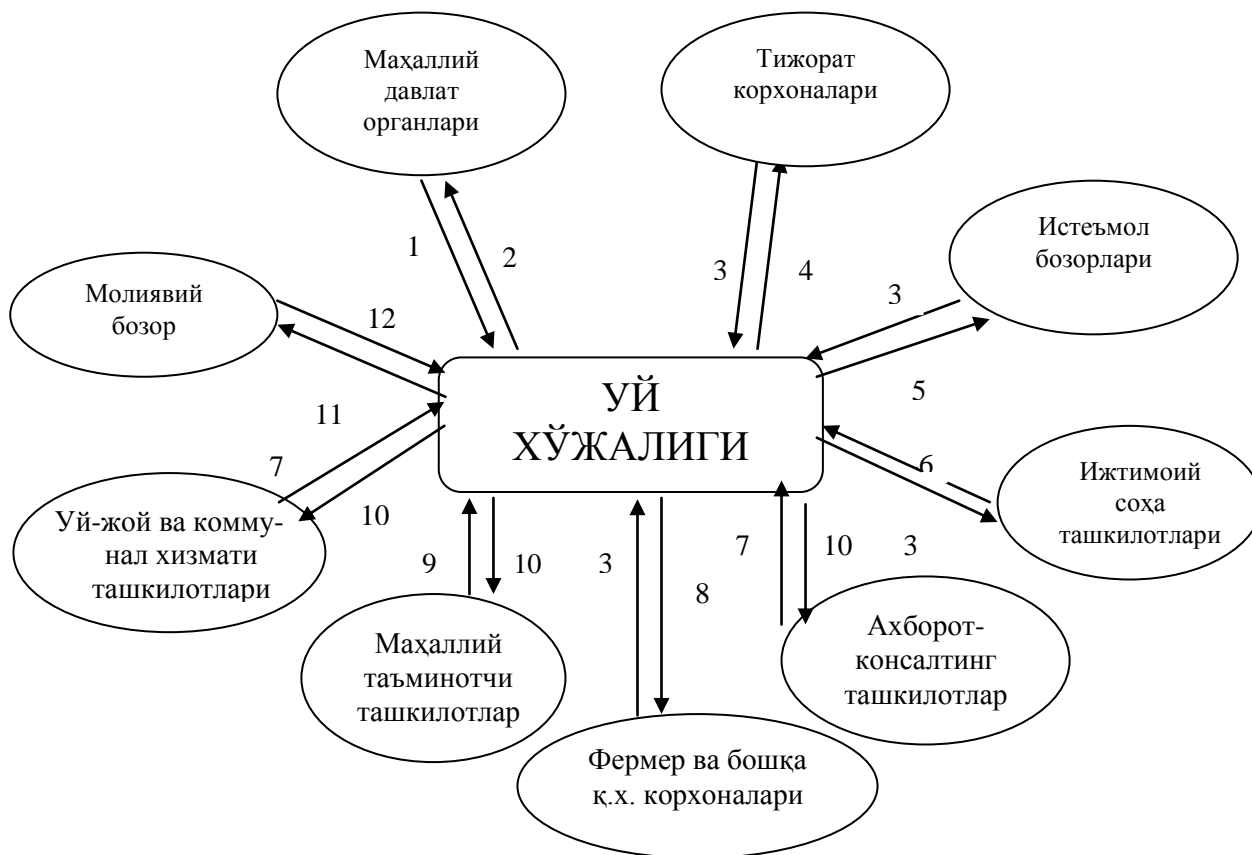 Маҳаллий
давлат
органлари
Тижорат
корхоналари
1
2
3
4
Истеъмол
бозорлари
3
5
Молиявий
бозор
12
11
УЙ
ХЎЖАЛИГИ
6
3
Ижтимоий
соҳа
ташкилотлари
7
10
Уй-жой ва комму-
нал хизмати
ташкилотлари
9
10
3
8
7
10
Маҳаллий
таъминотчи
ташкилотлар
Фермер ва бошқа
қ.х. корхоналари
Ахборот-
консалтинг
ташкилотлар